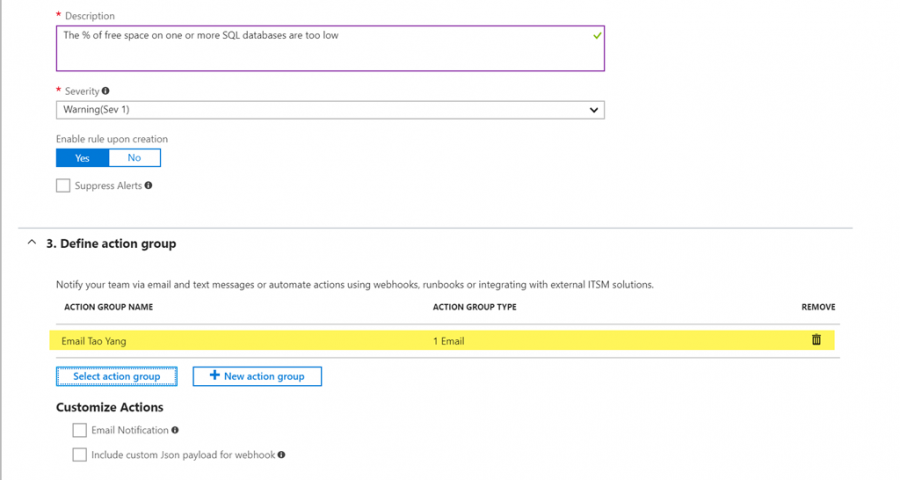 * Description
The % of free space on one or more SQL databases are too low
* Severity
Warning(Sev 1)
Enable rule upon creation
Yes No
Suppress Alerts
3. Define action group
Notify your team via email and text messages or automate actions using webhooks, runbooks or integrating with external ITSM solutions.
ACTION GROUP NAME ACTION GROUP TYPE REMOVE
Email Tao Yang 1 Email
Select action group + New action group
Customize Actions
Email Notification
Include custom Json payload for webhook